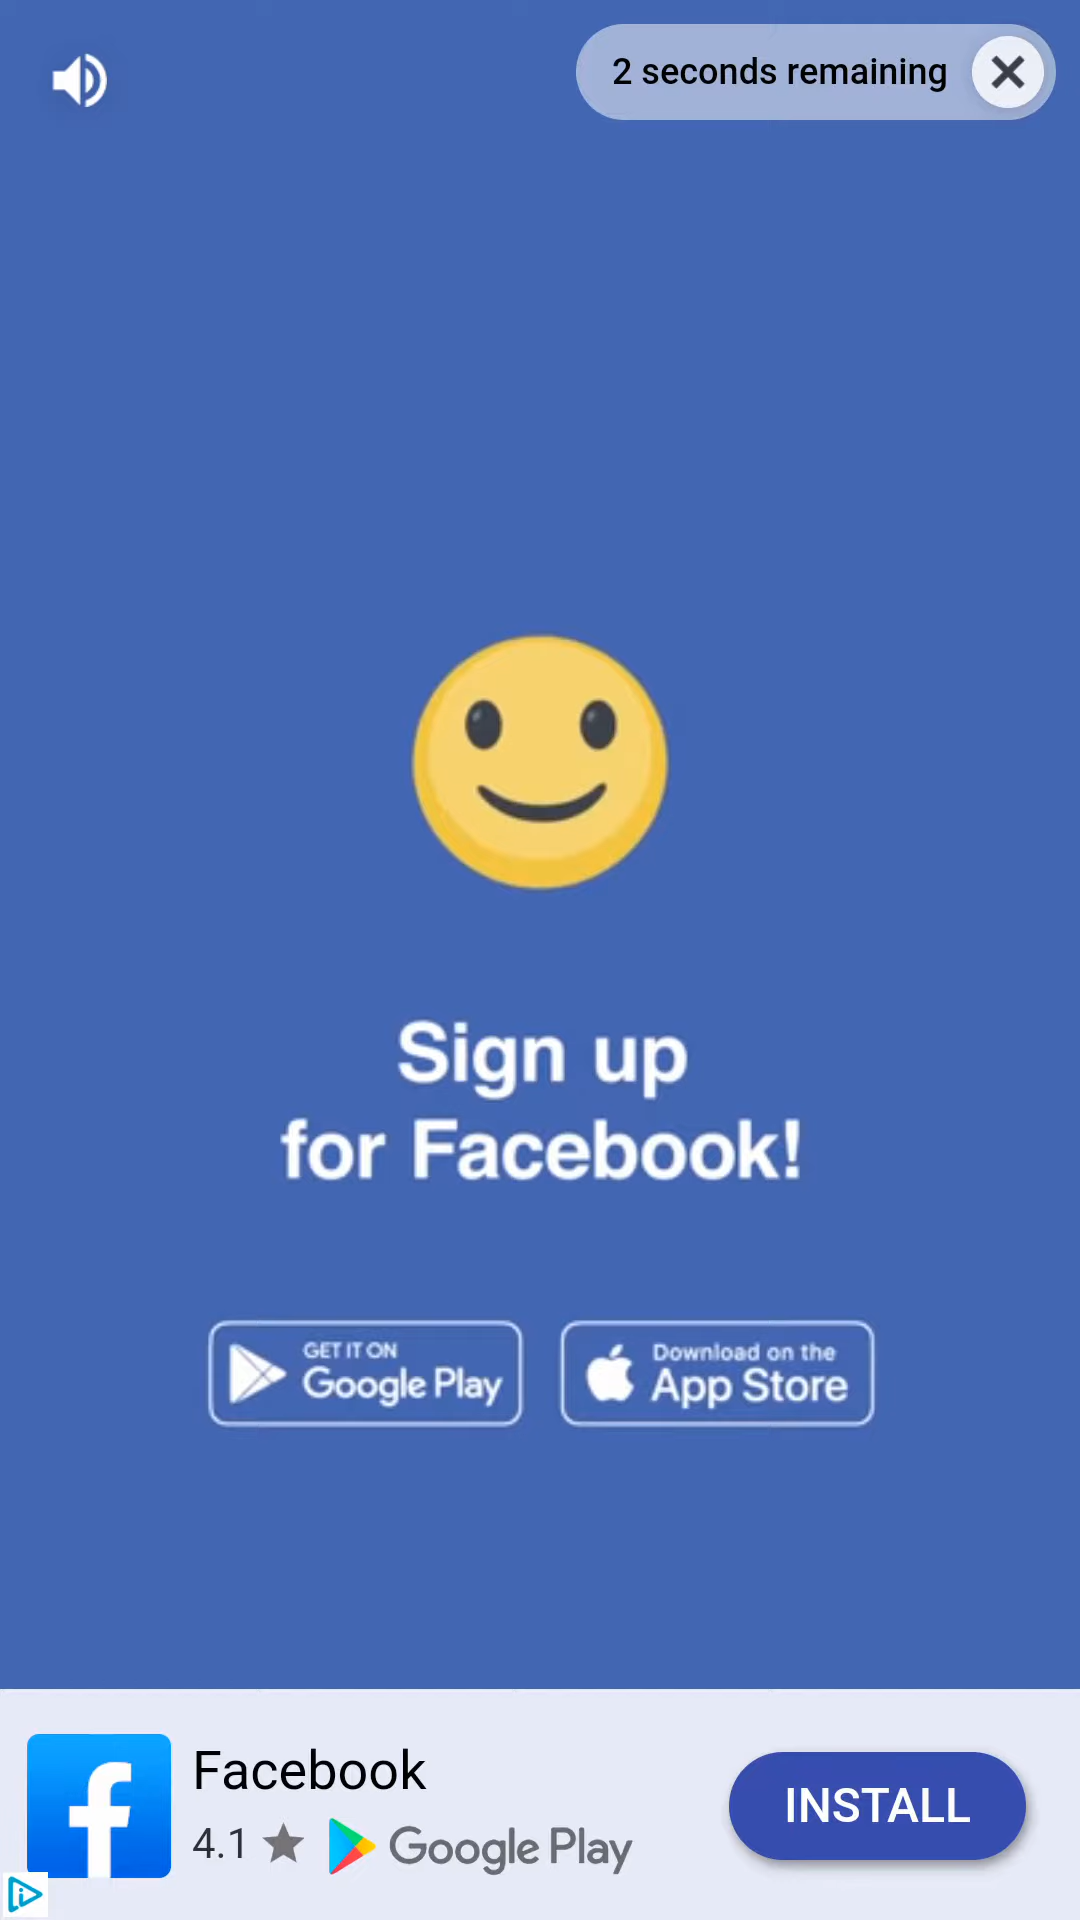 2 seconds remaining
Sign up
for Facebook!
GET IT ON
Google Play
Download on the
App Store
Facebook
4.1
Google Play
INSTALL